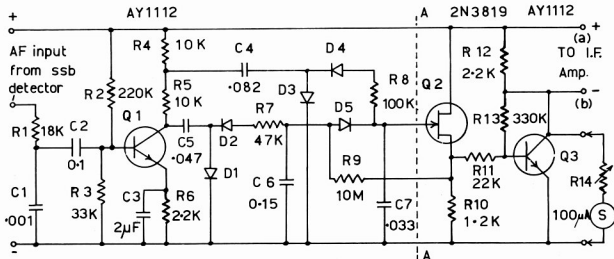 AY1112
A
2N3819
AY1112
+
+
AF input
from ssb
detector
R4
10K
C4
.082
D4
R12
2·2K
(a)
TO I.F.
Amp.
R2
220K
R5
10K
D3
R8
100K
Q2
-
(b)
R1
18K
C2
0·1
Q1
C5
.047
D2
R7
47K
D5
R13
330K
Q3
R9
10M
R11
22K
R14
C1
.001
R3
33K
C3
2µF
R6
2·2K
D1
C6
0·15
C7
.033
R10
1·2K
100µA
S
-
A